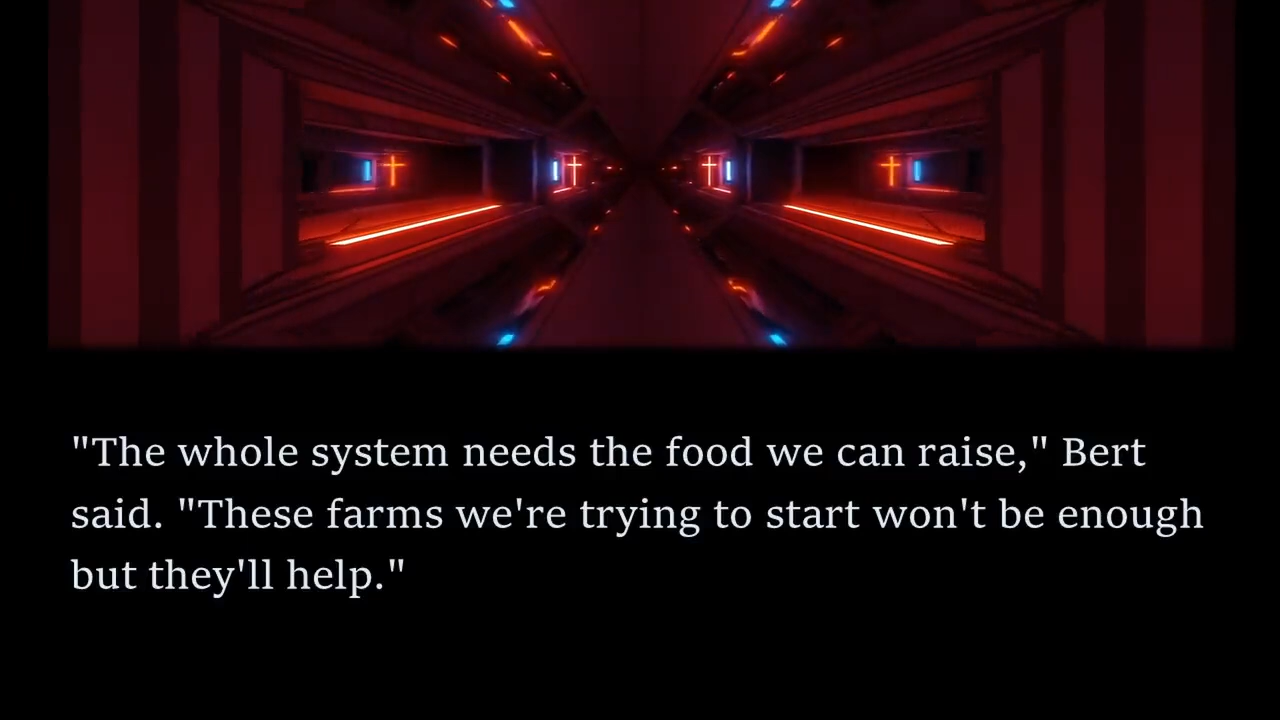 "The whole system needs the food we can raise," Bert
said. "These farms we're trying to start won't be enough
but they'll help."